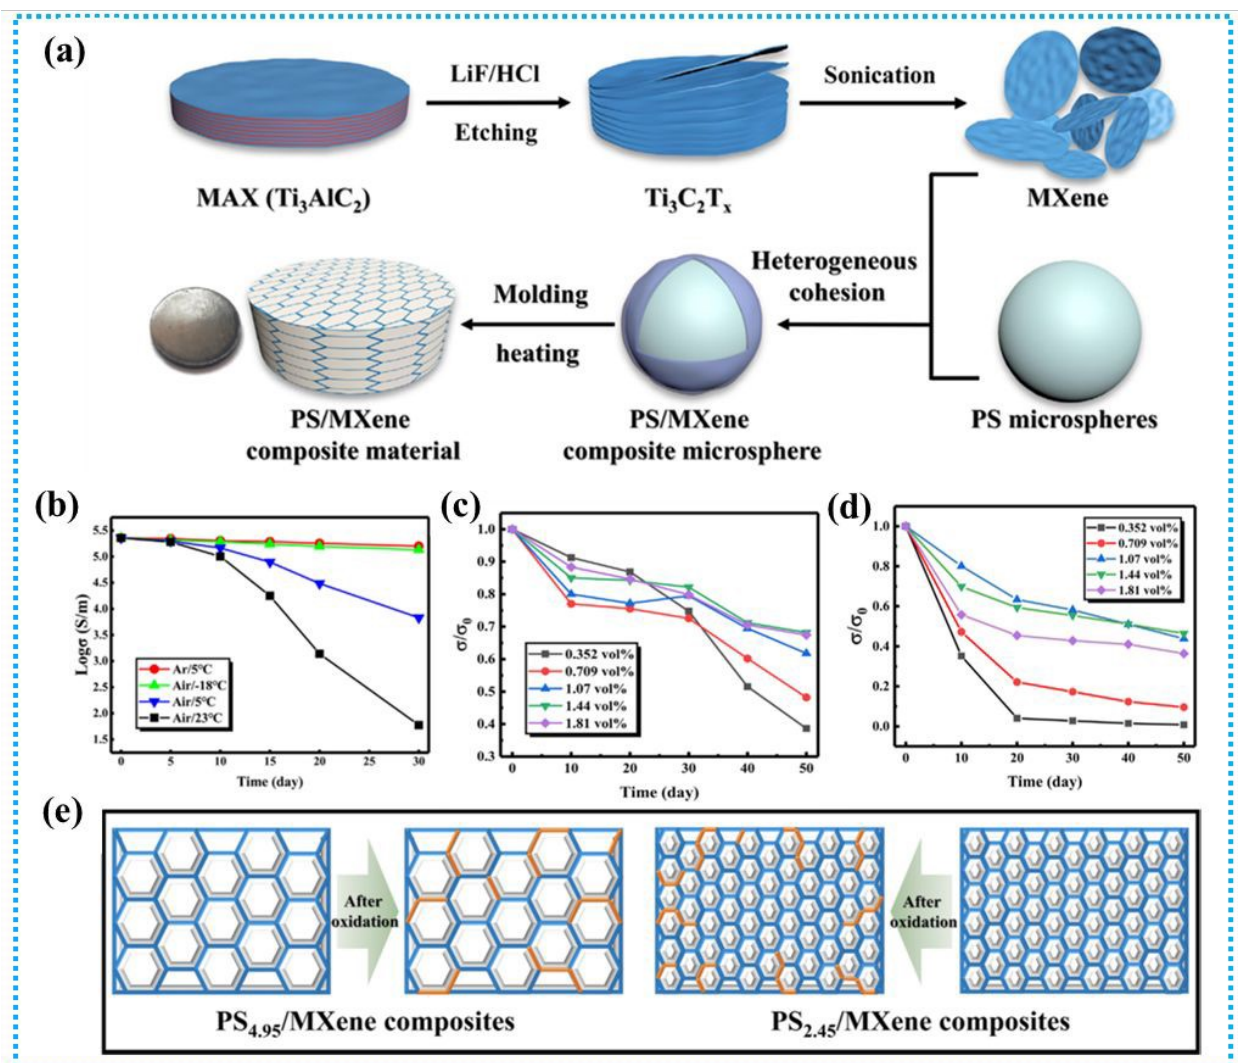 (a)
LiF/HCl
Etching
Sonication
MAX (Ti₃AlC₂)
Ti₃C₂Tₓ
MXene
Heterogeneous
cohesion
Molding
heating
PS/MXene
composite material
PS/MXene
composite microsphere
PS microspheres
(b)
5.5
5.0
4.5
4.0
3.5
3.0
2.5
2.0
1.5
Logσ (S/m)
Ar/5°C
Air/-18°C
Air/5°C
Air/23°C
0 5 10 15 20 25 30
Time (day)
(c)
1.0
0.9
0.8
0.7
0.6
0.5
0.4
0.3
σ/σ₀
0.352 vol%
0.709 vol%
1.07 vol%
1.44 vol%
1.81 vol%
0 10 20 30 40 50
Time (day)
(d)
1.0
0.8
0.6
0.4
0.2
0.0
σ/σ₀
0.352 vol%
0.709 vol%
1.07 vol%
1.44 vol%
1.81 vol%
0 10 20 30 40 50
Time (day)
(e)
After
oxidation
After
oxidation
PS₄.₉₅/MXene composites
PS₂.₄₅/MXene composites